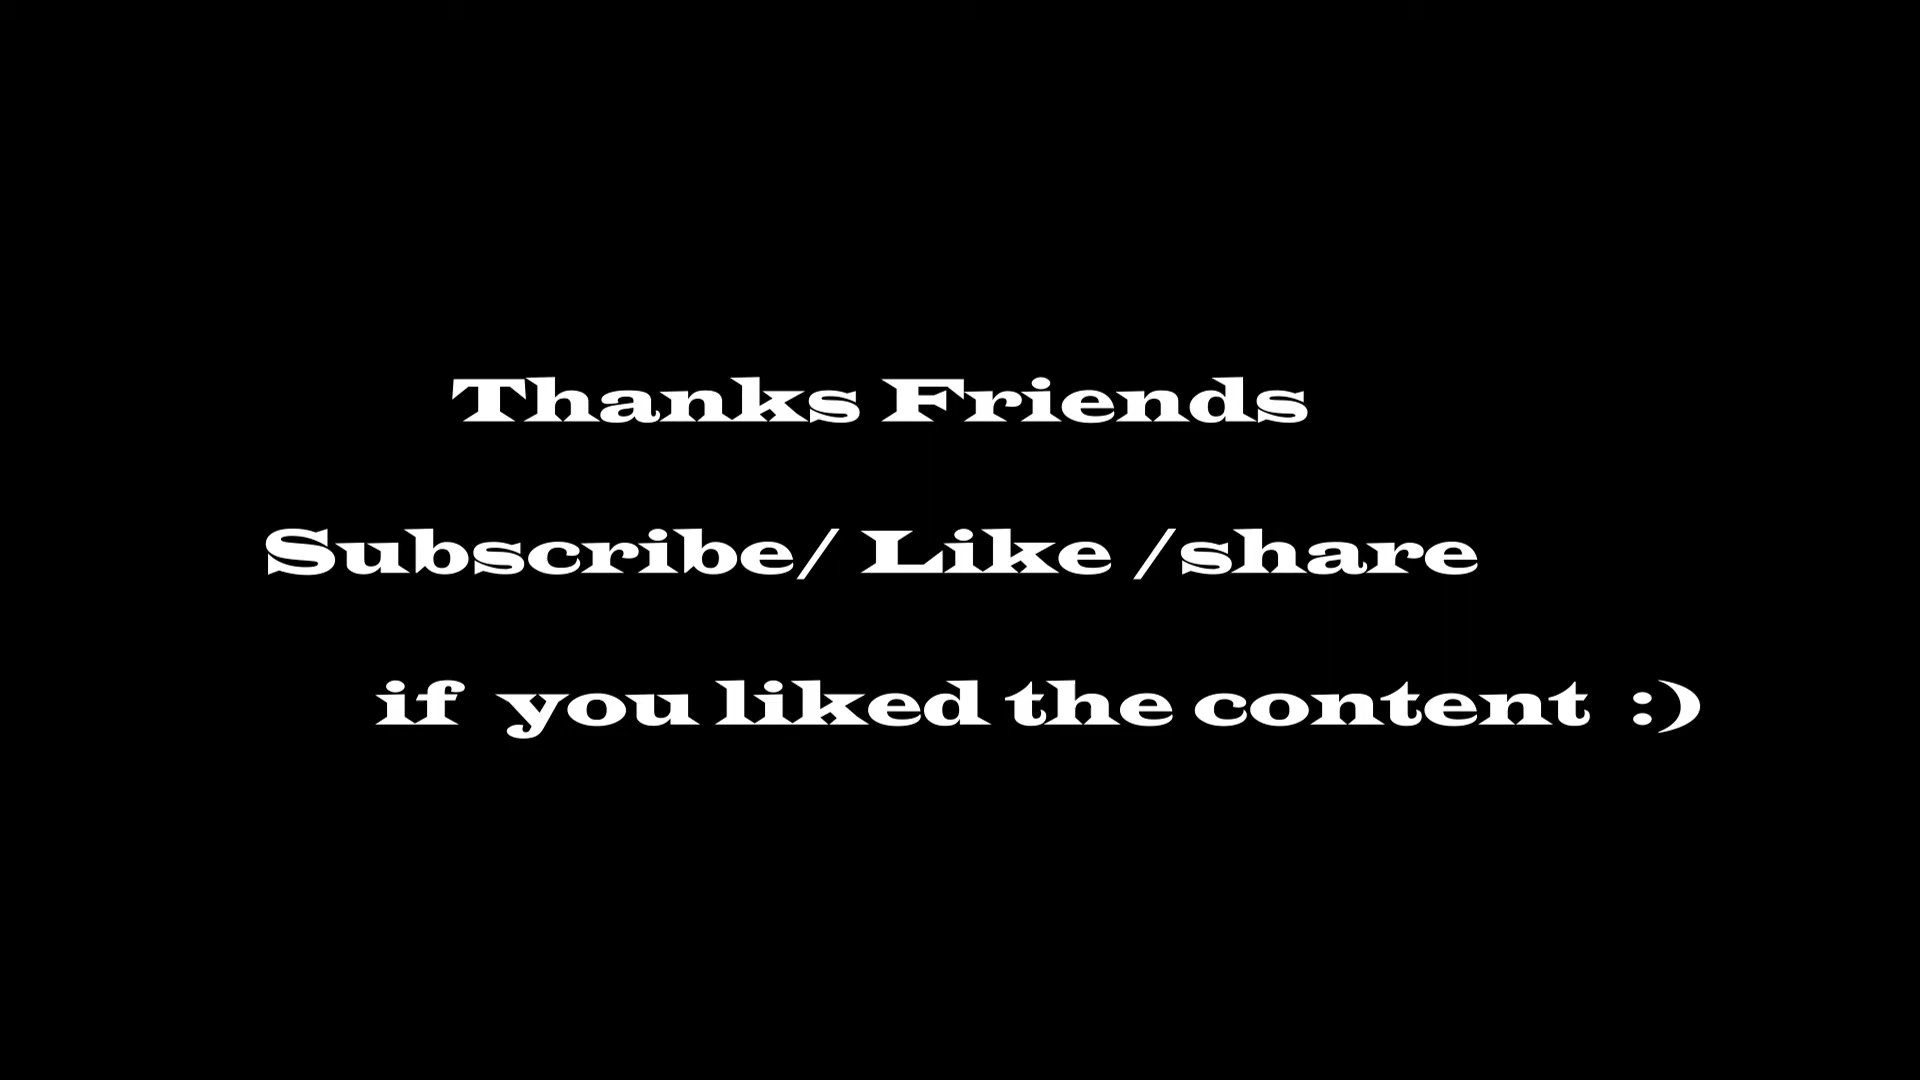 Thanks Friends
Subscribe/ Like /share
if  you liked the content  :)